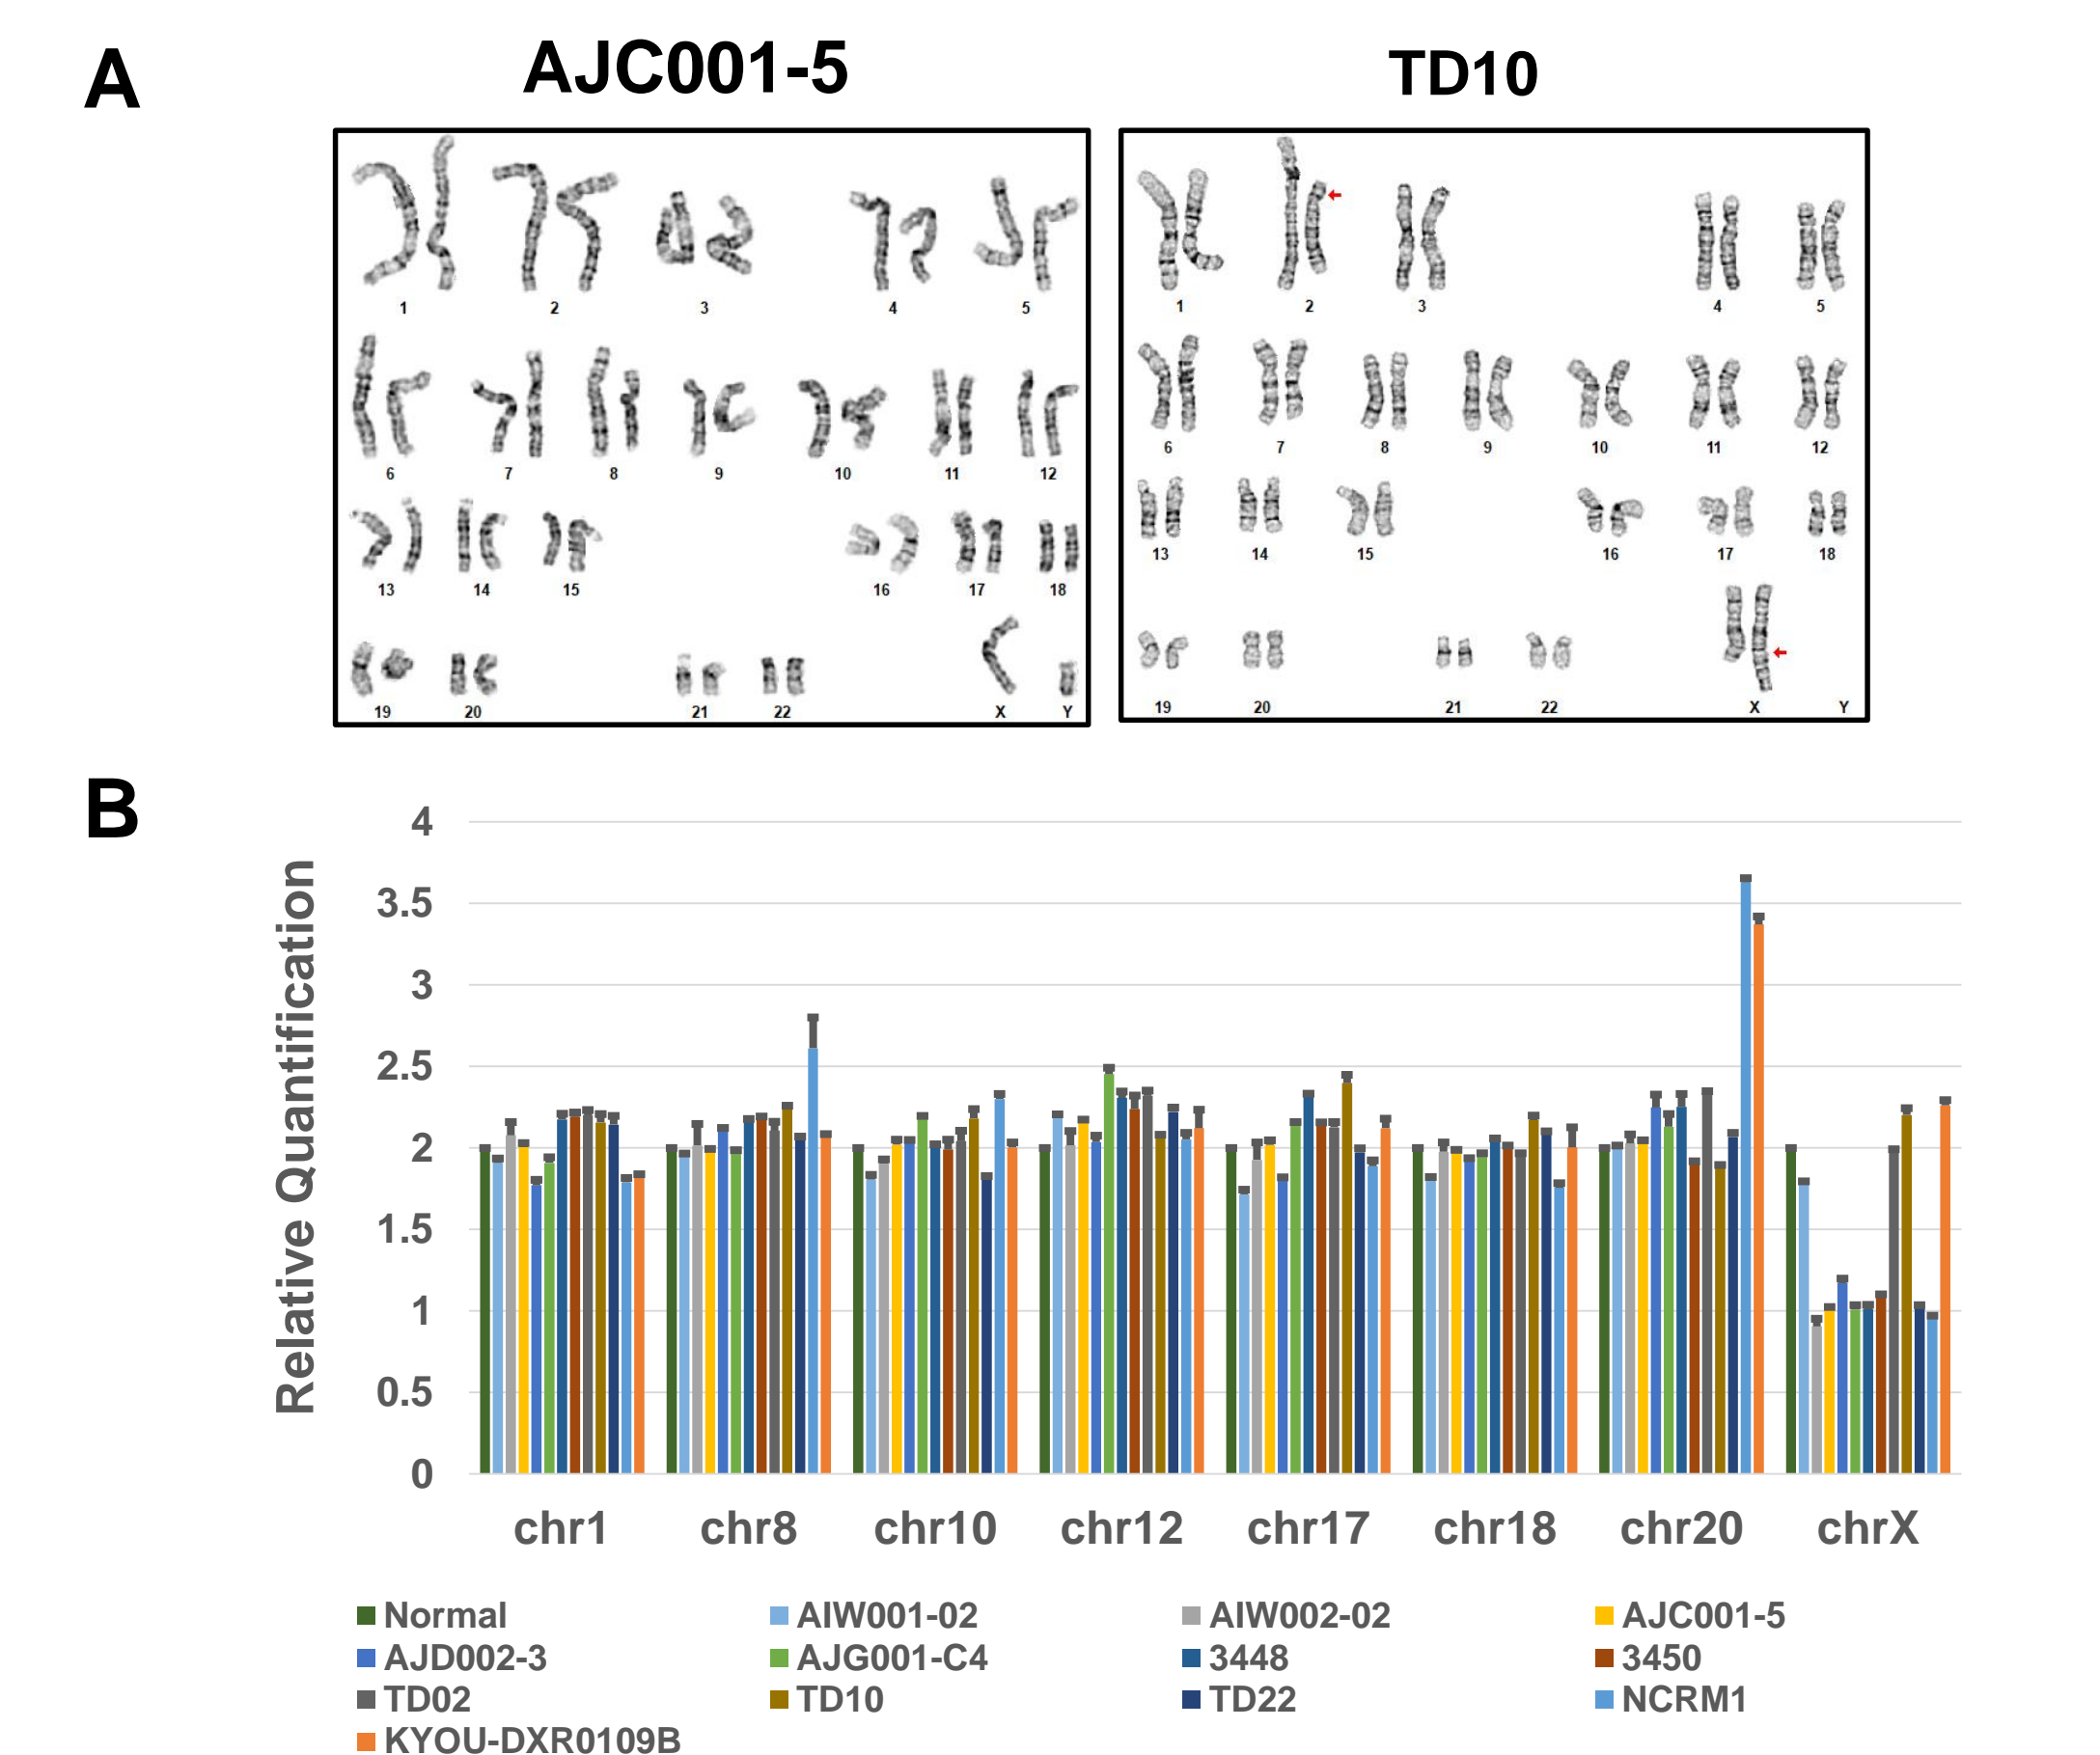 A
AJC001-5
TD10
1 2 3 4 5
6 7 8 9 10 11 12
13 14 15 16 17 18
19 20 21 22 X Y
1 2 3 4 5
6 7 8 9 10 11 12
13 14 15 16 17 18
19 20 21 22 X Y
B
Relative Quantification
4
3.5
3
2.5
2
1.5
1
0.5
0
chr1 chr8 chr10 chr12 chr17 chr18 chr20 chrX
Normal AIW001-02 AIW002-02 AJC001-5
AJD002-3 AJG001-C4 3448 3450
TD02 TD10 TD22 NCRM1
KYOU-DXR0109B